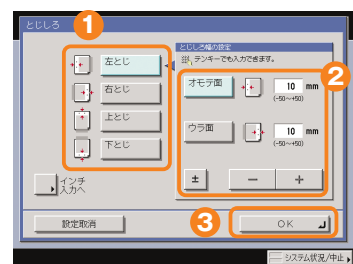 とじしろ
1
とじしろ幅の設定
テンキーでも入力できます。
左とじ
右とじ
上とじ
下とじ
2
オモテ面
10 mm
(-50～+50)
ウラ面
10 mm
(-50～+50)
±
−
+
インチ
入力へ
3
設定取消
OK
システム状況/中止